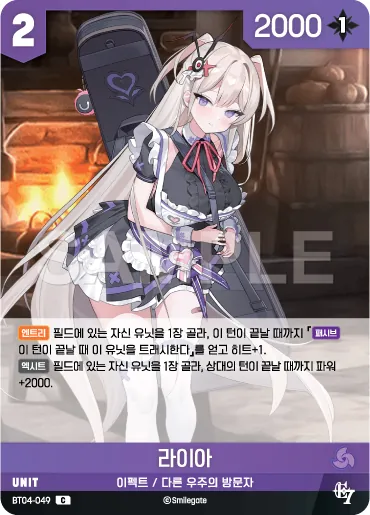 2
2000 1
SAMPLE
엔트리 필드에 있는 자신 유닛을 1장 골라, 이 턴이 끝날 때까지 「패시브
이 턴이 끝날 때 이 유닛을 트래시한다」를 얻고 히트+1.
엑시트 필드에 있는 자신 유닛을 1장 골라, 상대의 턴이 끝날 때까지 파워
+2000.
라이아
UNIT
이펙트 / 다른 우주의 방문자
BT04-049 C
©Smilegate
E7